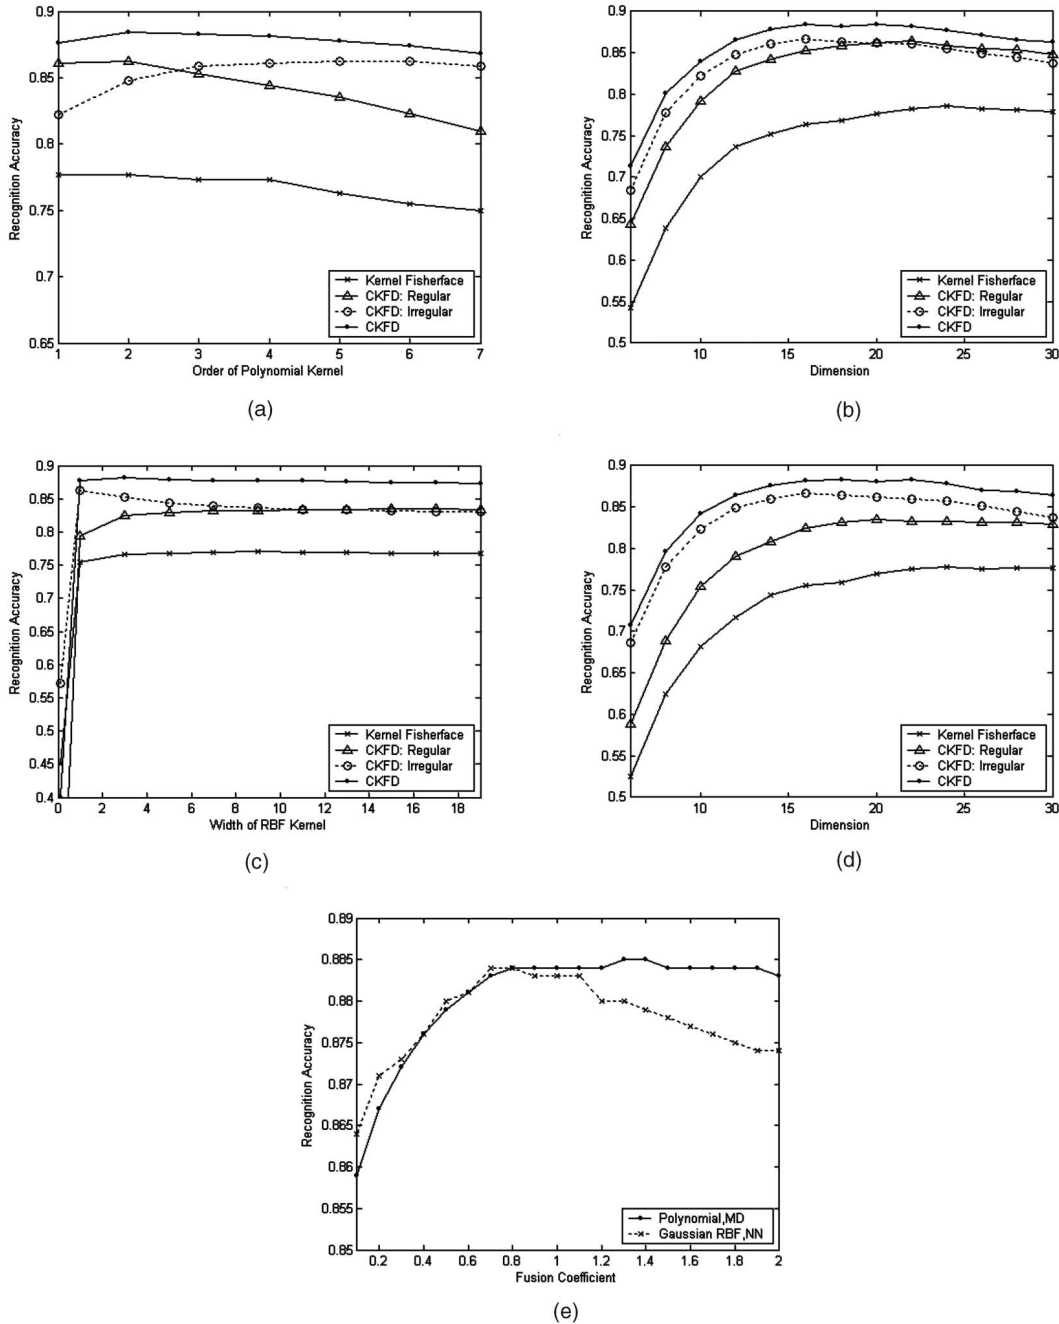 0.9
0.85
0.8
0.75
0.7
0.65
Recognition Accuracy
1 2 3 4 5 6 7
Order of Polynomial Kernel
Kernel Fisherface
CKFD: Regular
CKFD: Irregular
CKFD
(a)
0.9
0.85
0.8
0.75
0.7
0.65
0.6
0.55
0.5
Recognition Accuracy
10 15 20 25 30
Dimension
Kernel Fisherface
CKFD: Regular
CKFD: Irregular
CKFD
(b)
0.9
0.85
0.8
0.75
0.7
0.65
0.6
0.55
0.5
0.45
0.4
Recognition Accuracy
0 2 4 6 8 10 12 14 16 18
Width of RBF Kernel
Kernel Fisherface
CKFD: Regular
CKFD: Irregular
CKFD
(c)
0.9
0.85
0.8
0.75
0.7
0.65
0.6
0.55
0.5
Recognition Accuracy
10 15 20 25 30
Dimension
Kernel Fisherface
CKFD: Regular
CKFD: Irregular
CKFD
(d)
0.89
0.885
0.88
0.875
0.87
0.865
0.86
0.855
0.85
Recognition Accuracy
0.2 0.4 0.6 0.8 1 1.2 1.4 1.6 1.8 2
Fusion Coefficient
Polynomial,MD
Gaussian RBF,NN
(e)